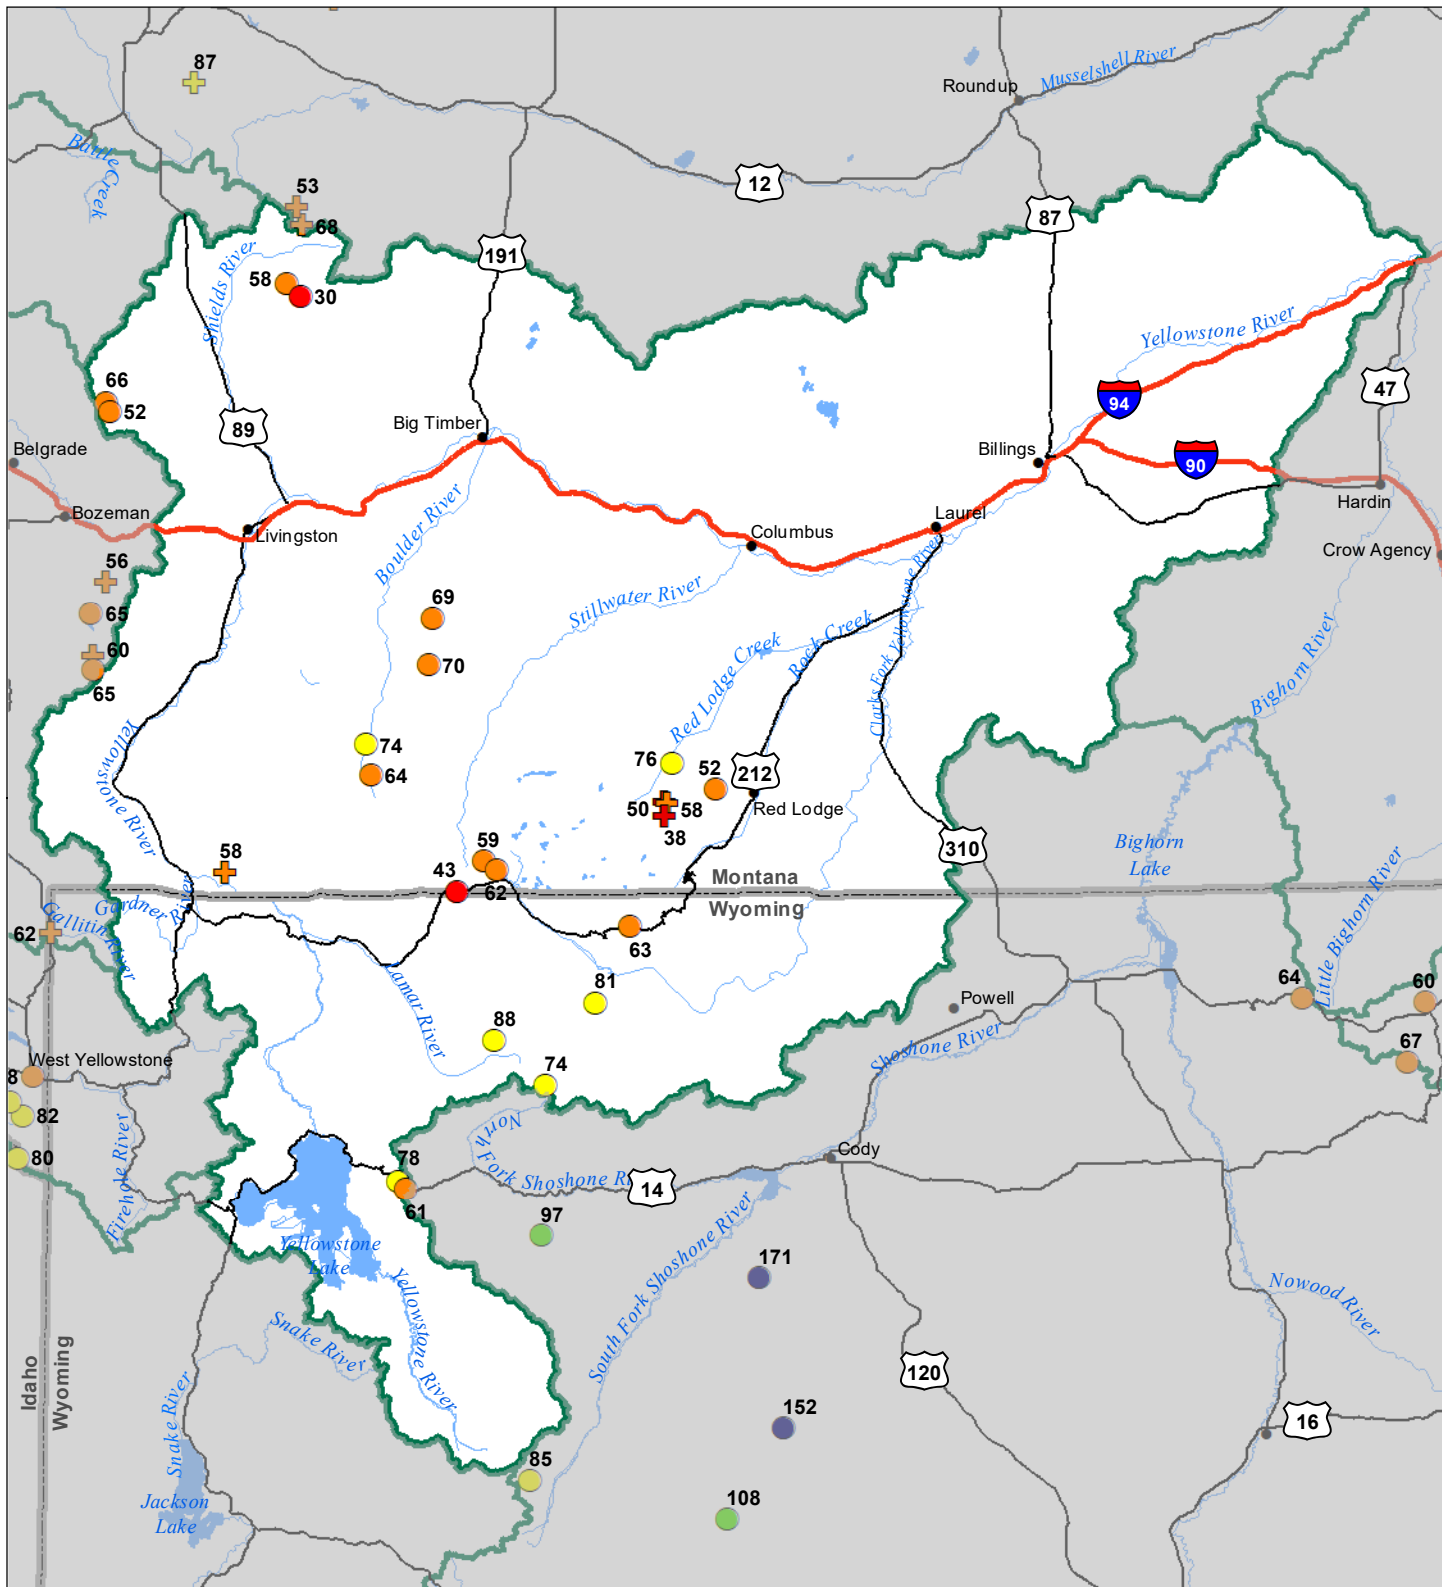 87
Roundup
Musselshell River
Battle Creek
12
53
68
87
191
Shields River
58
30
Yellowstone River
66
52
47
94
89
Big Timber
Belgrade
Billings
90
Hardin
Bozeman
Livingston
Laurel
Columbus
Crow Agency
Boulder River
56
65
69
Stillwater River
Clarks Fork Yellowstone River
Rock Creek
Red Lodge Creek
Bighorn River
60
65
70
Yellowstone River
74
64
76
52
212
50
58
38
Red Lodge
310
Bighorn
Lake
58
59
43
62
Montana
Wyoming
Gardner River
Gallitin River
Little Bighorn River
62
63
Lamar River
81
88
74
Powell
Shoshone River
64
60
67
West Yellowstone
8
82
80
Firehole River
North
Fork Shoshone Ri
Cody
78
61
14
97
Yellowstone
Lake
171
South Fork Shoshone River
Yellowstone River
Snake River
Nowood River
Idaho
Wyoming
120
152
16
Snake River
85
108
Jackson
Lake